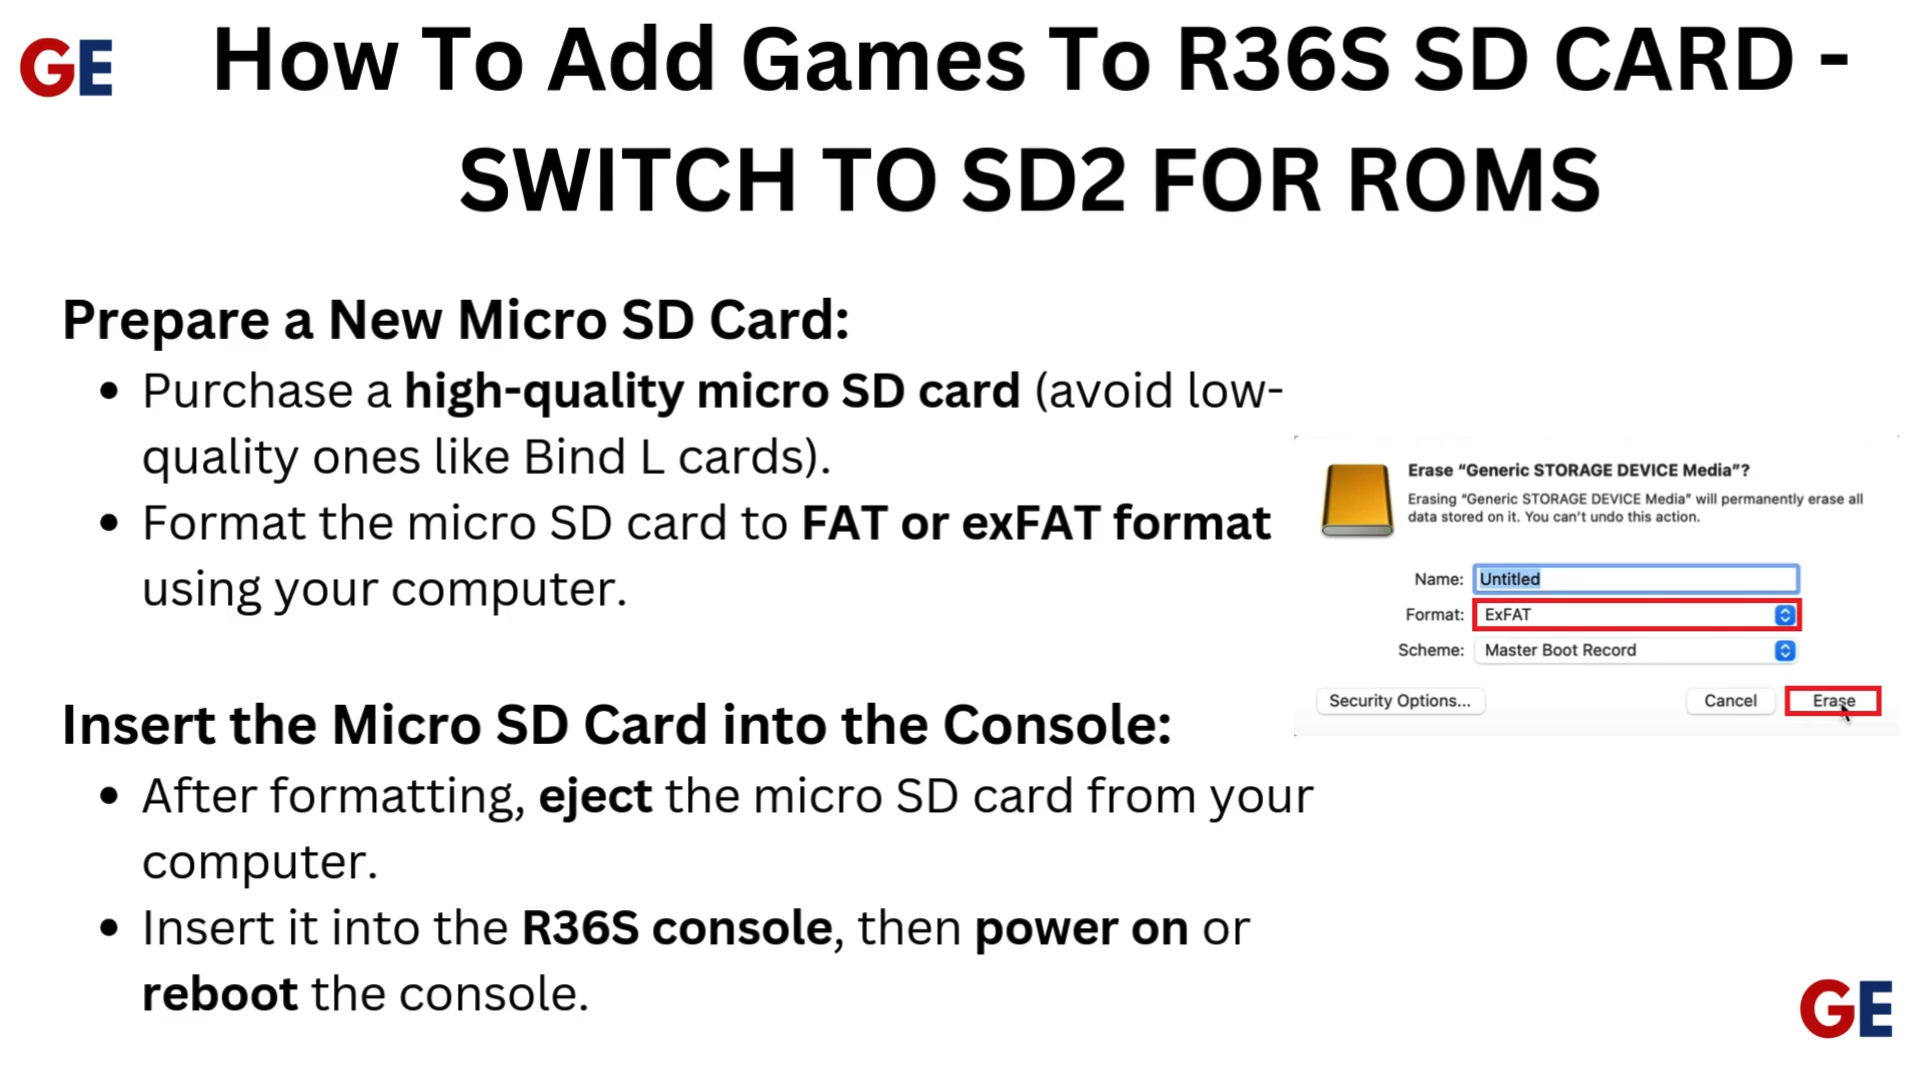 GE
How To Add Games To R36S SD CARD -
SWITCH TO SD2 FOR ROMS
Prepare a New Micro SD Card:
• Purchase a high-quality micro SD card (avoid low-
quality ones like Bind L cards).
• Format the micro SD card to FAT or exFAT format
using your computer.
Erase “Generic STORAGE DEVICE Media”?
Erasing “Generic STORAGE DEVICE Media” will permanently erase all
data stored on it. You can’t undo this action.
Name: Untitled
Format: ExFAT
Scheme: Master Boot Record
Security Options... Cancel Erase
Insert the Micro SD Card into the Console:
• After formatting, eject the micro SD card from your
computer.
• Insert it into the R36S console, then power on or
reboot the console.
GE